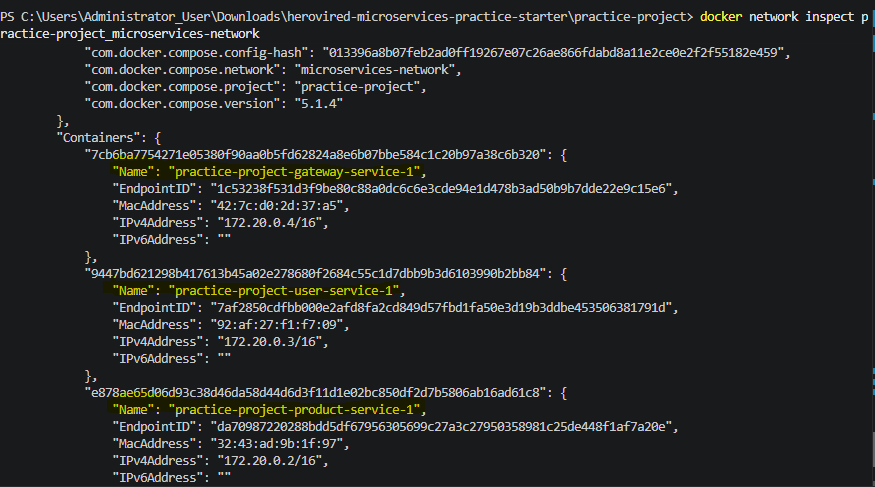 PS C:\Users\Administrator_User\Downloads\herovired-microservices-practice-starter\practice-project> docker network inspect p
ractice-project_microservices-network
"com.docker.compose.config-hash": "013396a8b07feb2ad0ff19267e07c26ae866fdabd8a11e2ce0e2f2f55182e459",
"com.docker.compose.network": "microservices-network",
"com.docker.compose.project": "practice-project",
"com.docker.compose.version": "5.1.4"
},
"Containers": {
"7cb6ba7754271e05380f90aa0b5fd62824a8e6b07bbe584c1c20b97a38c6b320": {
"Name": "practice-project-gateway-service-1",
"EndpointID": "1c53238f531d3f9be80c88a0dc6c6e3cde94e1d478b3ad50b9b7dde22e9c15e6",
"MacAddress": "42:7c:d0:2d:37:a5",
"IPv4Address": "172.20.0.4/16",
"IPv6Address": ""
},
"9447bd621298b417613b45a02e278680f2684c55c1d7dbb9b3d6103990b2bb84": {
"Name": "practice-project-user-service-1",
"EndpointID": "7af2850cdfbb000e2afd8fa2cd849d57fbd1fa50e3d19b3ddbe453506381791d",
"MacAddress": "92:af:27:f1:f7:09",
"IPv4Address": "172.20.0.3/16",
"IPv6Address": ""
},
"e878ae65d06d93c38d46da58d44d6d3f11d1e02bc850df2d7b5806ab16ad61c8": {
"Name": "practice-project-product-service-1",
"EndpointID": "da70987220288bdd5df67956305699c27a3c27950358981c25de448f1af7a20e",
"MacAddress": "32:43:ad:9b:1f:97",
"IPv4Address": "172.20.0.2/16",
"IPv6Address": ""